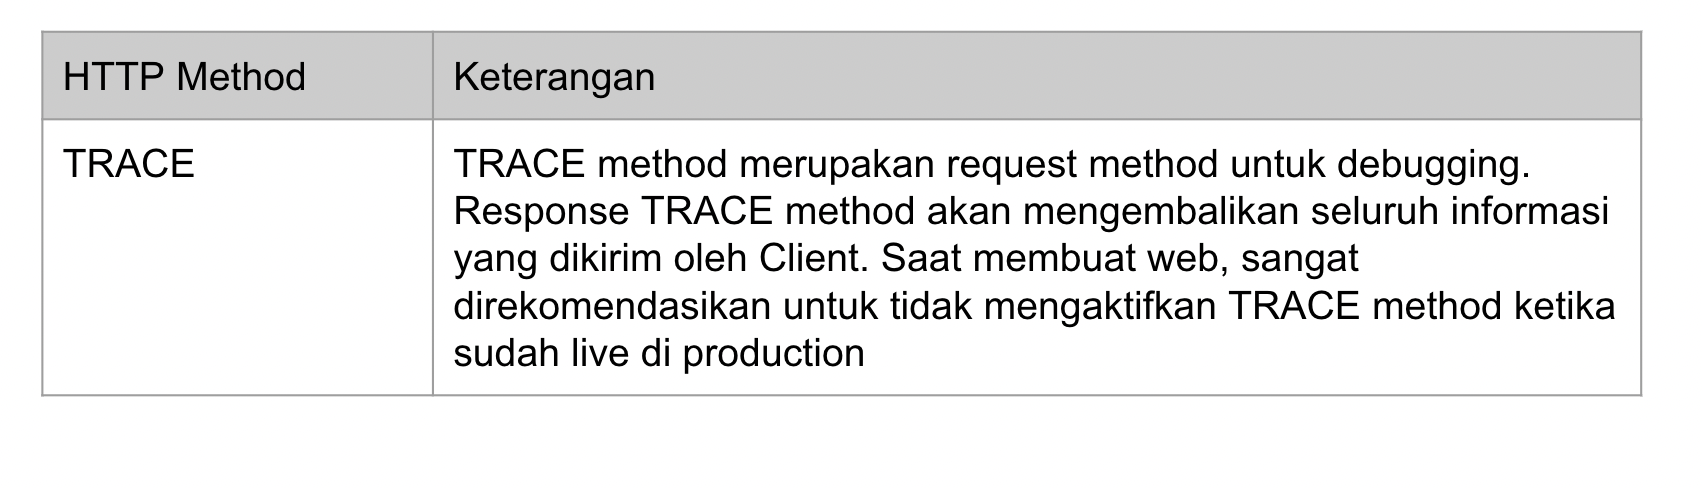 HTTP Method
Keterangan
TRACE
TRACE method merupakan request method untuk debugging.
Response TRACE method akan mengembalikan seluruh informasi
yang dikirim oleh Client. Saat membuat web, sangat
direkomendasikan untuk tidak mengaktifkan TRACE method ketika
sudah live di production